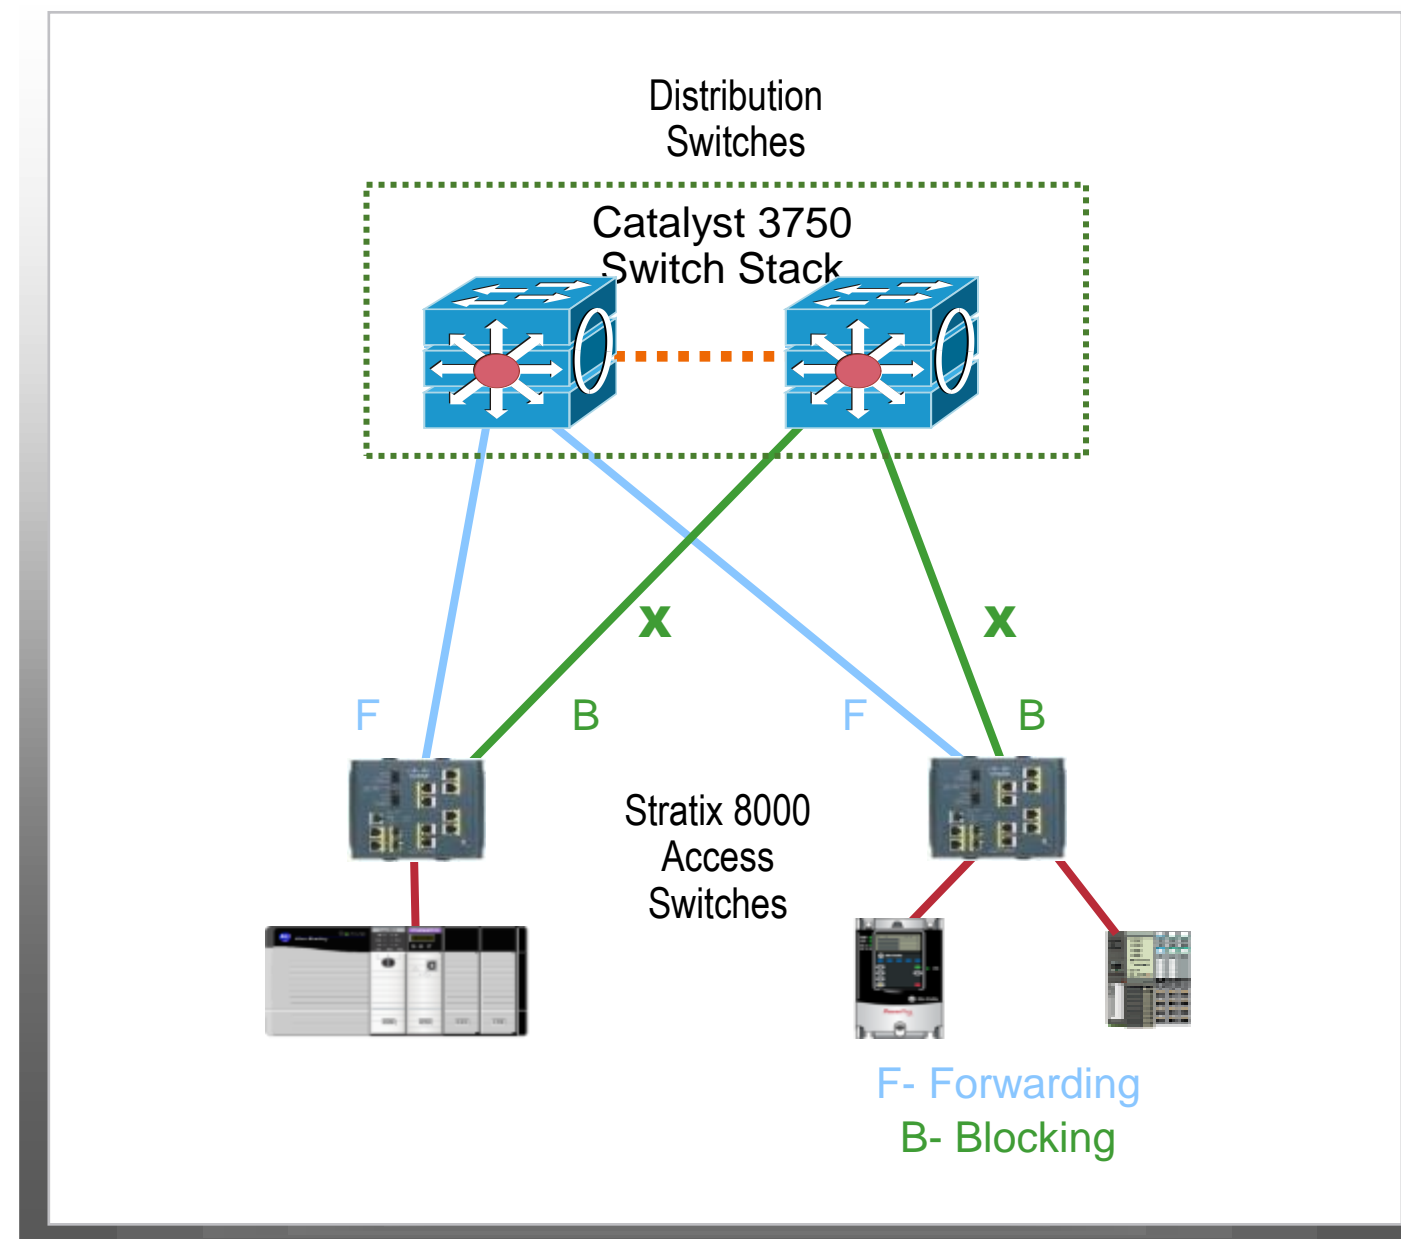 Distribution
Switches
Catalyst 3750
Switch Stack
X
X
F
B
F
B
Stratix 8000
Access
Switches
F- Forwarding
B- Blocking